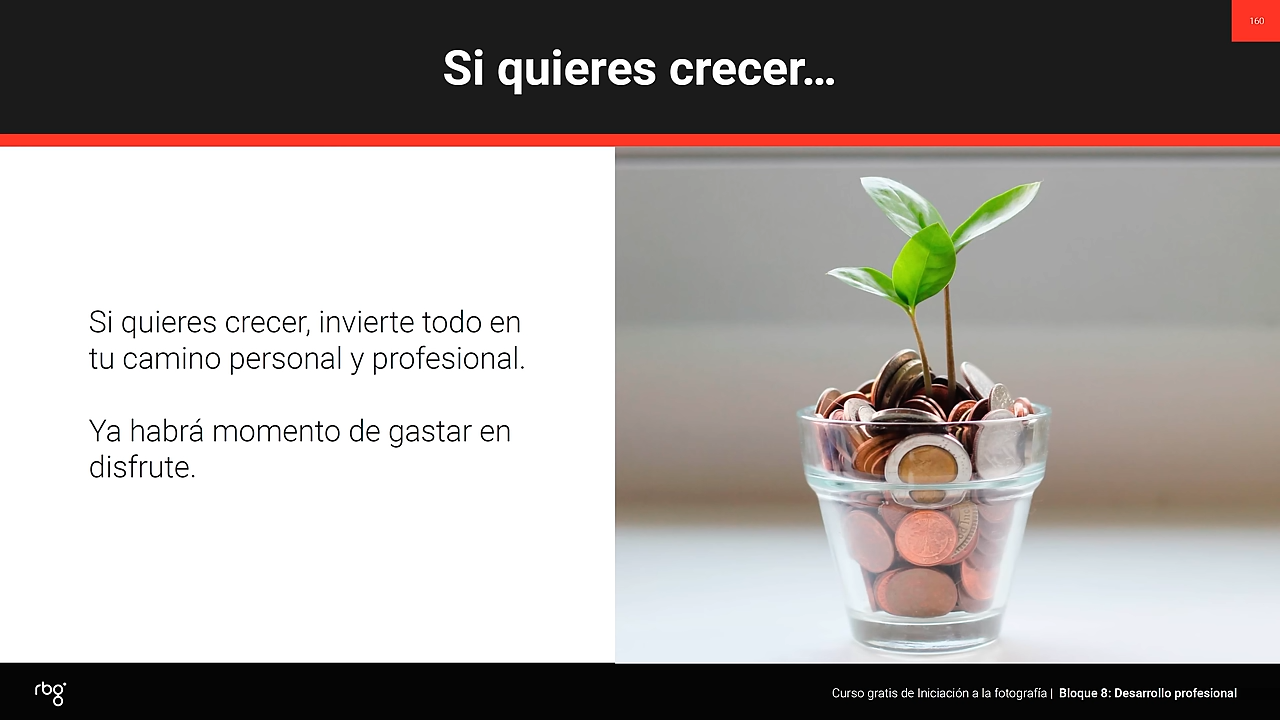 160
Si quieres crecer...
Si quieres crecer, invierte todo en
tu camino personal y profesional.
Ya habrá momento de gastar en
disfrute.
rbg
Curso gratis de Iniciación a la fotografía | Bloque 8: Desarrollo profesional